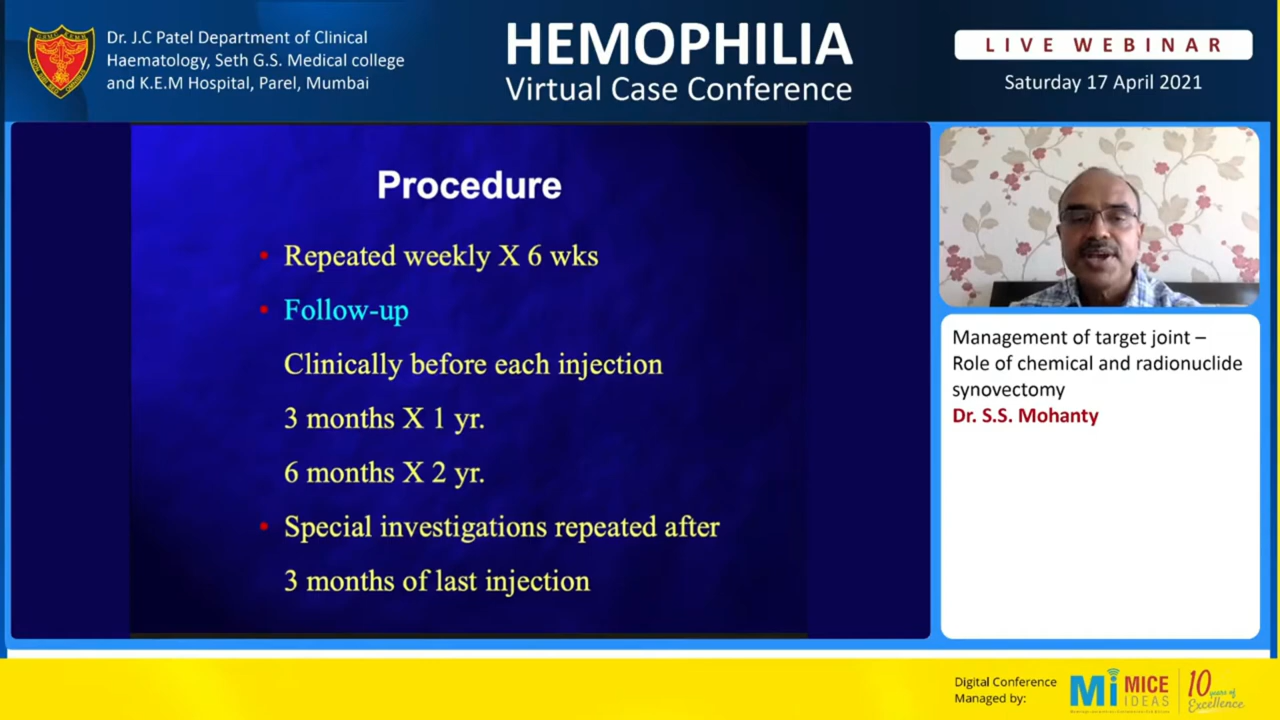 Dr. J.C Patel Department of Clinical
Haematology, Seth G.S. Medical college
and K.E.M Hospital, Parel, Mumbai
HEMOPHILIA
Virtual Case Conference
LIVE WEBINAR
Saturday 17 April 2021
Procedure
• Repeated weekly X 6 wks
• Follow-up
Clinically before each injection
3 months X 1 yr.
6 months X 2 yr.
• Special investigations repeated after
3 months of last injection
Management of target joint –
Role of chemical and radionuclide
synovectomy
Dr. S.S. Mohanty
Digital Conference
Managed by:
Mi MICE
IDEAS
10 years of
Excellence